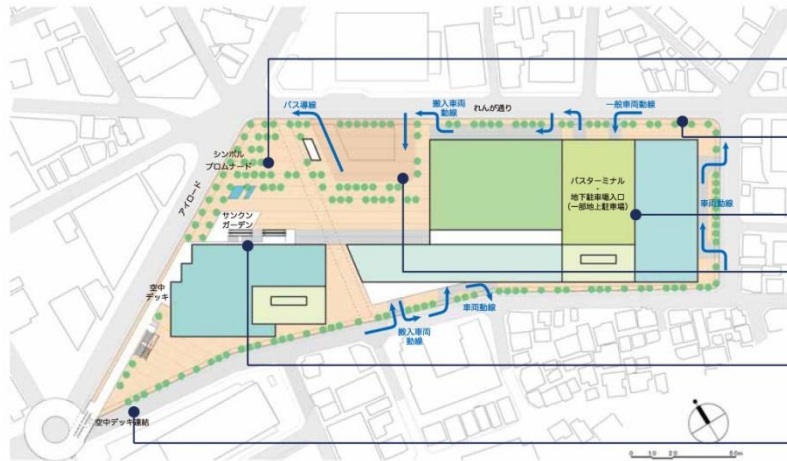 れんが通り
バス導線
搬入車両
動線
一般車両動線
シンボル
プロムナード
アイロード
バスターミナル
・
地下駐車場入口
(一部地上駐車場)
車両動線
サンクン
ガーデン
空中
デッキ
車両動線
搬入車両
動線
空中デッキ連結
0 10 20 50m